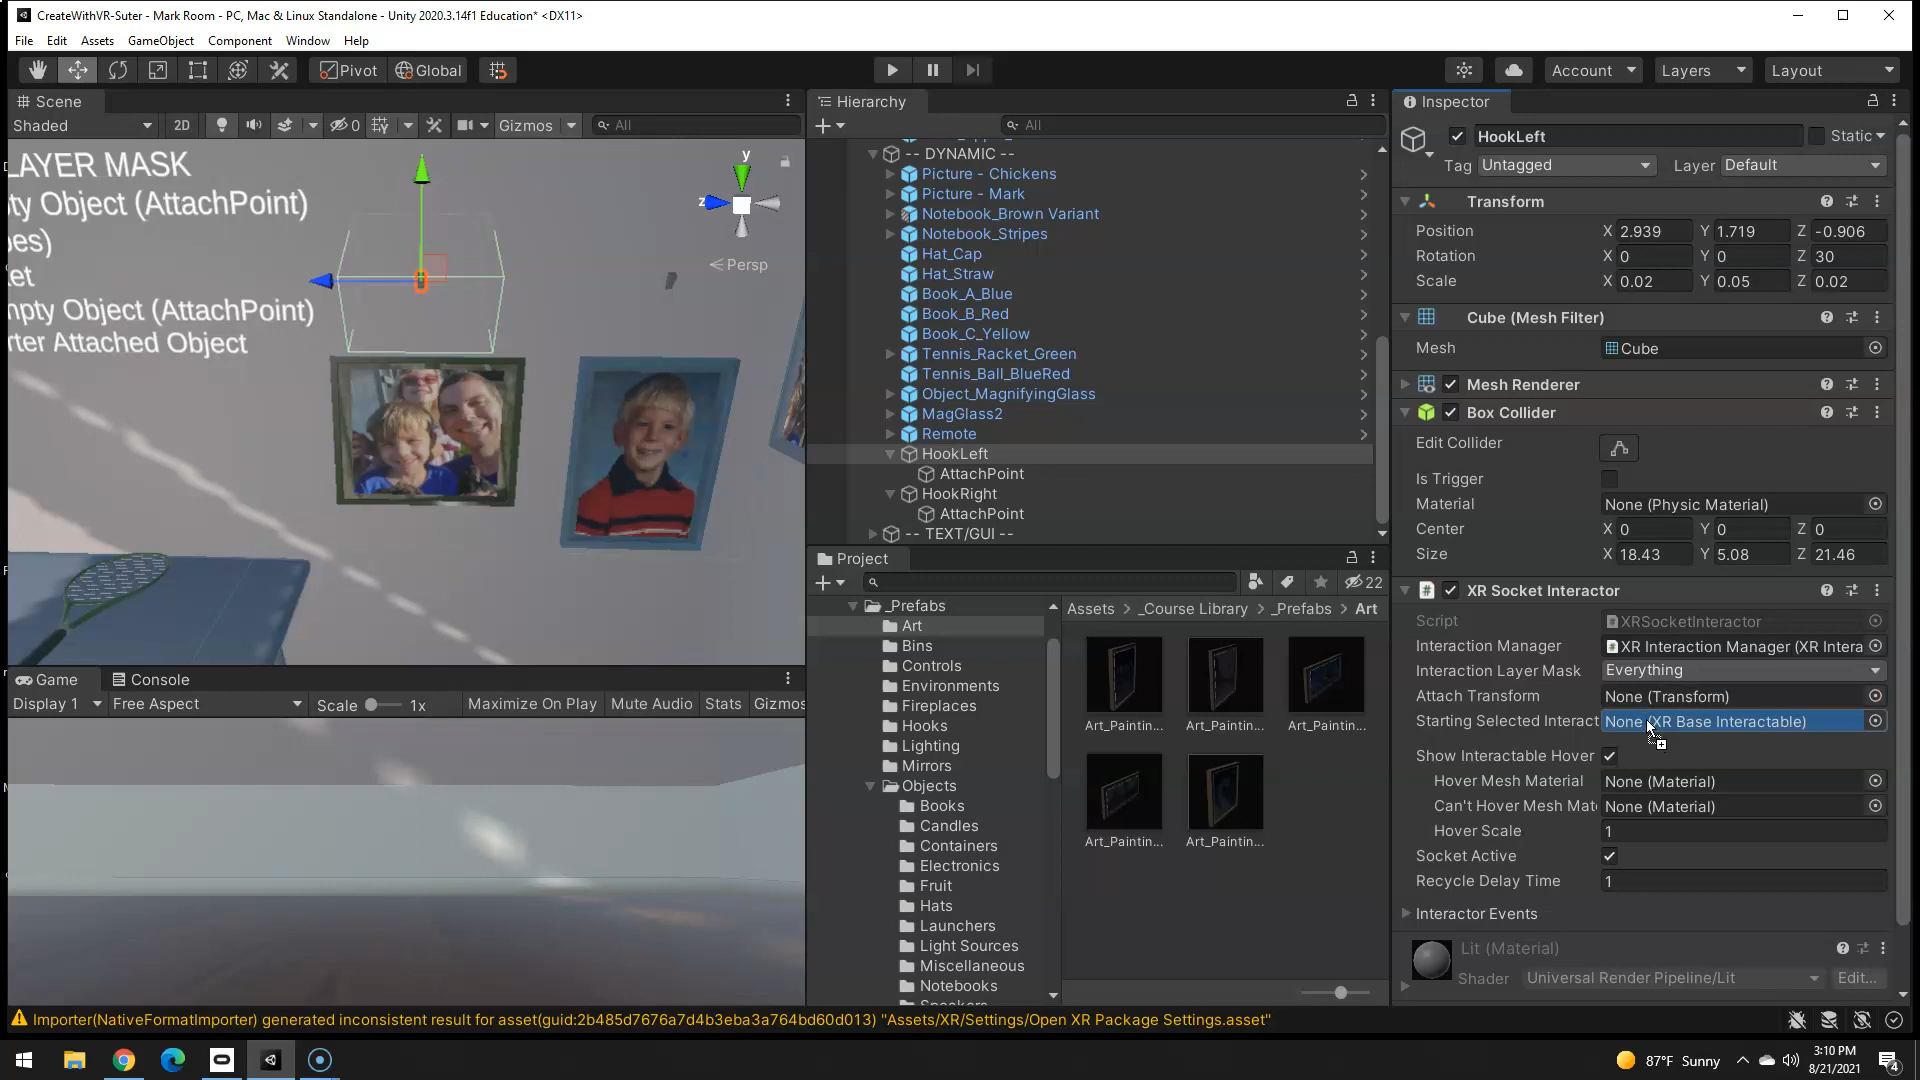 CreateWithVR-Suter - Mark Room - PC, Mac & Linux Standalone - Unity 2020.3.14f1 Education* <DX11>
File Edit Assets GameObject Component Window Help
Pivot Global Account Layers Layout
Scene
Shaded 2D 0 Gizmos All
LAYER MASK
ty Object (AttachPoint)
es)
et
mpty Object (AttachPoint)
rter Attached Object
y
z
Persp
Game Console
Display 1 Free Aspect Scale 1x Maximize On Play Mute Audio Stats Gizmos
Hierarchy
All
-- DYNAMIC --
Picture - Chickens
Picture - Mark
Notebook_Brown Variant
Notebook_Stripes
Hat_Cap
Hat_Straw
Book_A_Blue
Book_B_Red
Book_C_Yellow
Tennis_Racket_Green
Tennis_Ball_BlueRed
Object_MagnifyingGlass
MagGlass2
Remote
HookLeft
AttachPoint
HookRight
AttachPoint
-- TEXT/GUI --
Project
22
_Prefabs
Art
Bins
Controls
Environments
Fireplaces
Hooks
Lighting
Mirrors
Objects
Books
Candles
Containers
Electronics
Fruit
Hats
Launchers
Light Sources
Miscellaneous
Notebooks
Speakers
Assets > _Course Library > _Prefabs > Art
Art_Paintin... Art_Paintin... Art_Paintin...
Art_Paintin... Art_Paintin...
Inspector
HookLeft Static
Tag Untagged Layer Default
Transform
Position X 2.939 Y 1.719 Z -0.906
Rotation X 0 Y 0 Z 30
Scale X 0.02 Y 0.05 Z 0.02
Cube (Mesh Filter)
Mesh Cube
Mesh Renderer
Box Collider
Edit Collider
Is Trigger
Material None (Physic Material)
Center X 0 Y 0 Z 0
Size X 18.43 Y 5.08 Z 21.46
XR Socket Interactor
Script XRSocketInteractor
Interaction Manager XR Interaction Manager (XR Intera
Interaction Layer Mask Everything
Attach Transform None (Transform)
Starting Selected Interact None (XR Base Interactable)
Show Interactable Hover
Hover Mesh Material None (Material)
Can't Hover Mesh Mat None (Material)
Hover Scale 1
Socket Active
Recycle Delay Time 1
Interactor Events
Lit (Material)
Shader Universal Render Pipeline/Lit Edit...
Importer(NativeFormatImporter) generated inconsistent result for asset(guid:2b485d7676a7d4b3eba3a764bd60d013) "Assets/XR/Settings/Open XR Package Settings.asset"
87°F Sunny
3:10 PM
8/21/2021
4